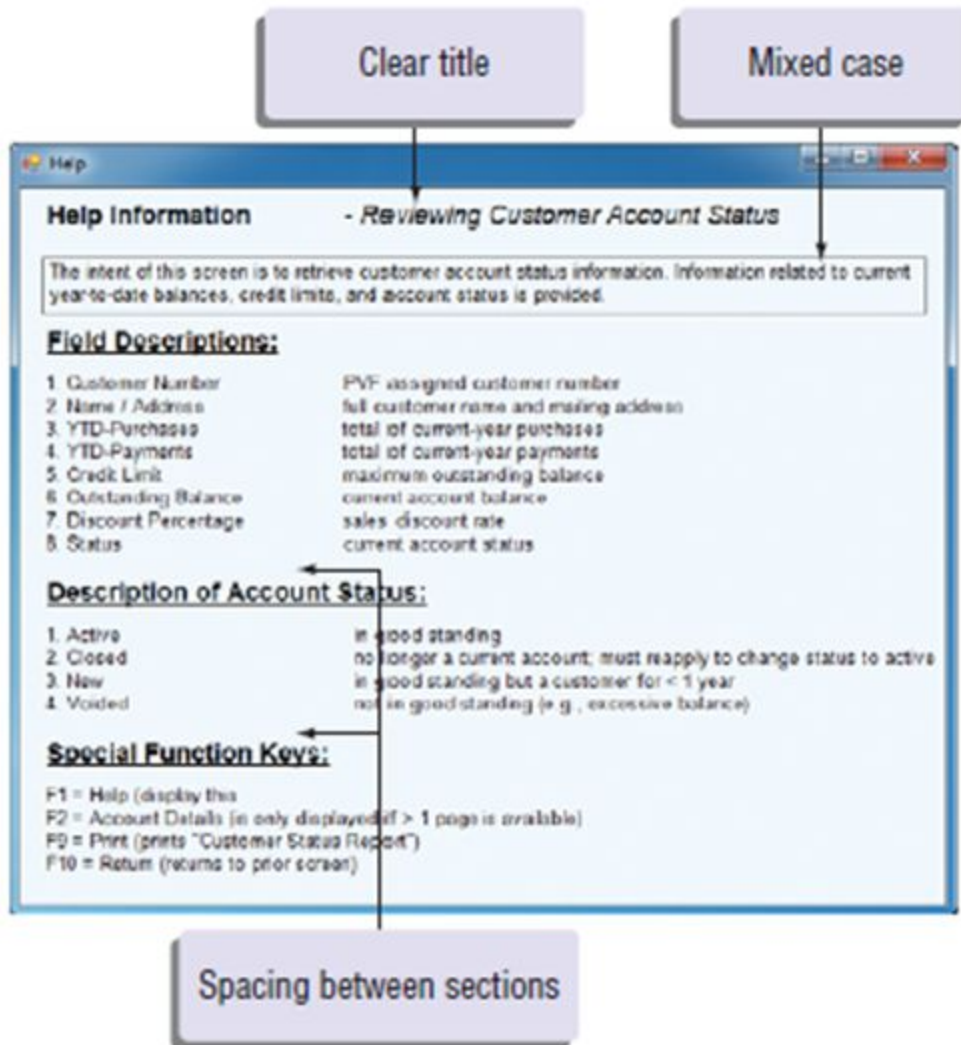 Clear title
Mixed case
Help
Help Information - Reviewing Customer Account Status
The intent of this screen is to retrieve customer account status information. Information related to current
year-to-date balances, credit limits, and account status is provided.
Field Descriptions:
1. Customer Number PVF assigned customer number
2. Name / Address full customer name and mailing address
3. YTD-Purchases total of current-year purchases
4. YTD-Payments total of current-year payments
5. Credit Limit maximum outstanding balance
6. Outstanding Balance current account balance
7. Discount Percentage sales discount rate
8. Status current account status
Description of Account Status:
1. Active in good standing
2. Closed no longer a current account; must reapply to change status to active
3. New in good standing but a customer for < 1 year
4. Voided not in good standing (e.g., excessive balance)
Special Function Keys:
F1 = Help (display this
F2 = Account Details (is only displayed if > 1 page is available)
F9 = Print (prints "Customer Status Report")
F10 = Return (returns to prior screen)
Spacing between sections